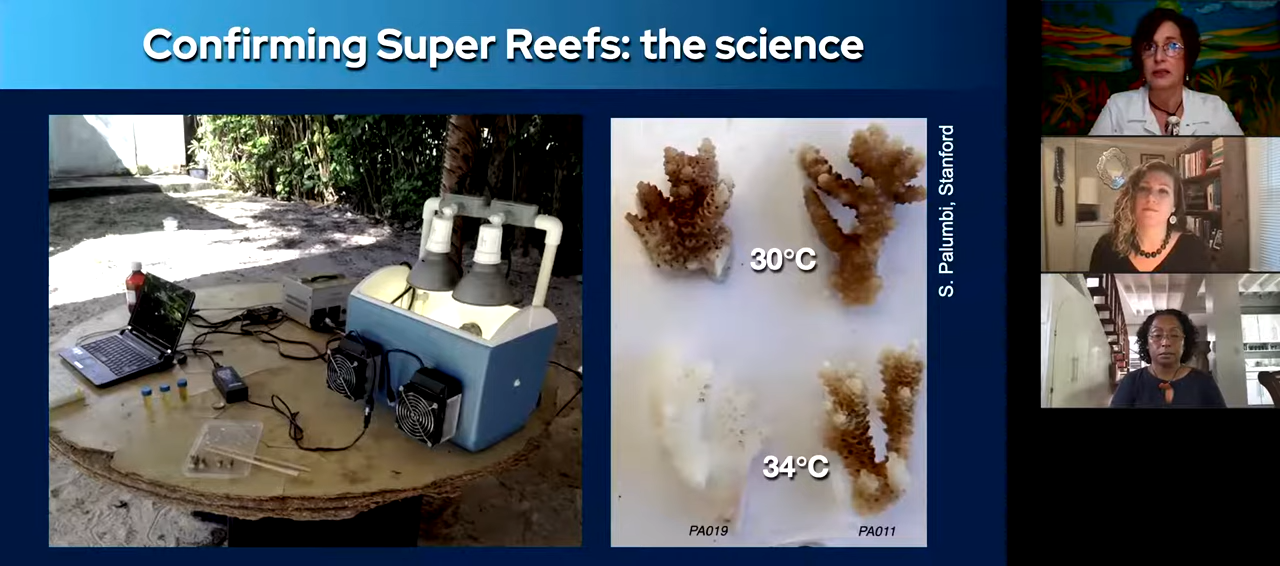 Confirming Super Reefs: the science
S. Palumbi, Stanford
30°C
34°C
PA019
PA011